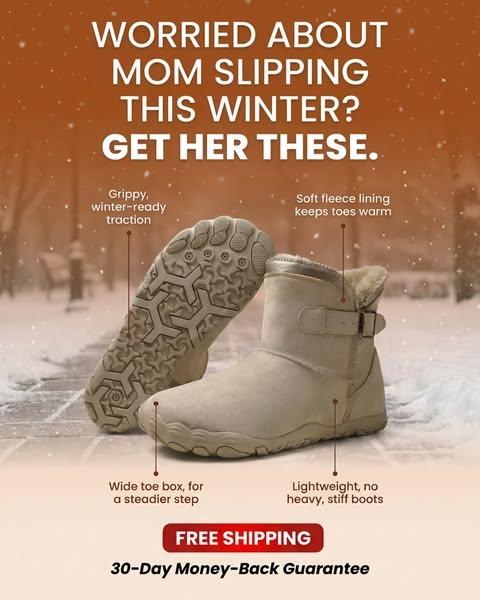 WORRIED ABOUT
MOM SLIPPING
THIS WINTER?
GET HER THESE.
Grippy,
winter-ready
traction
Soft fleece lining
keeps toes warm
Wide toe box, for
a steadier step
Lightweight, no
heavy, stiff boots
FREE SHIPPING
30-Day Money-Back Guarantee